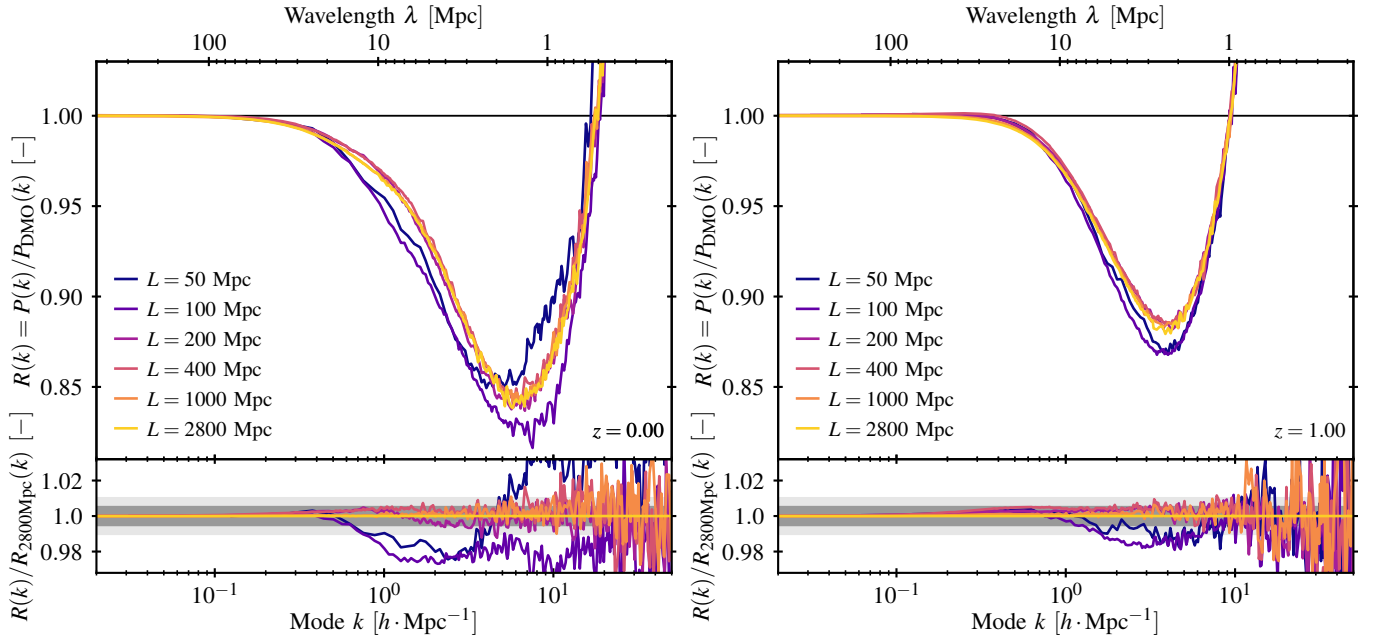 Wavelength λ [Mpc]
100 10 1
R(k) = P(k)/P_DMO(k) [−]
1.00
0.95
0.90
0.85
L = 50 Mpc
L = 100 Mpc
L = 200 Mpc
L = 400 Mpc
L = 1000 Mpc
L = 2800 Mpc
z = 0.00
R(k)/R_2800Mpc(k) [−]
1.02
1.0
0.98
10^−1 10^0 10^1
Mode k [h·Mpc^−1]
Wavelength λ [Mpc]
100 10 1
R(k) = P(k)/P_DMO(k) [−]
1.00
0.95
0.90
0.85
L = 50 Mpc
L = 100 Mpc
L = 200 Mpc
L = 400 Mpc
L = 1000 Mpc
L = 2800 Mpc
z = 1.00
R(k)/R_2800Mpc(k) [−]
1.02
1.0
0.98
10^−1 10^0 10^1
Mode k [h·Mpc^−1]